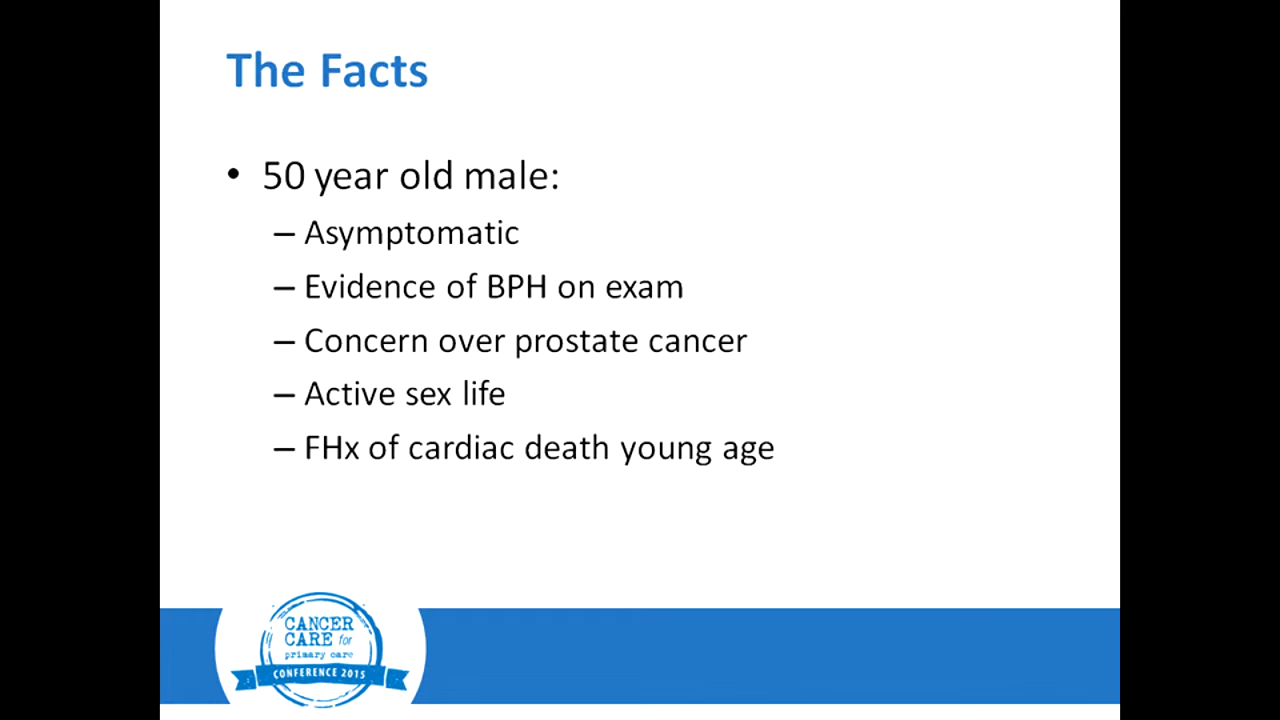 The Facts
• 50 year old male:
– Asymptomatic
– Evidence of BPH on exam
– Concern over prostate cancer
– Active sex life
– FHx of cardiac death young age
CANCER
CARE for
primary care
CONFERENCE 2015